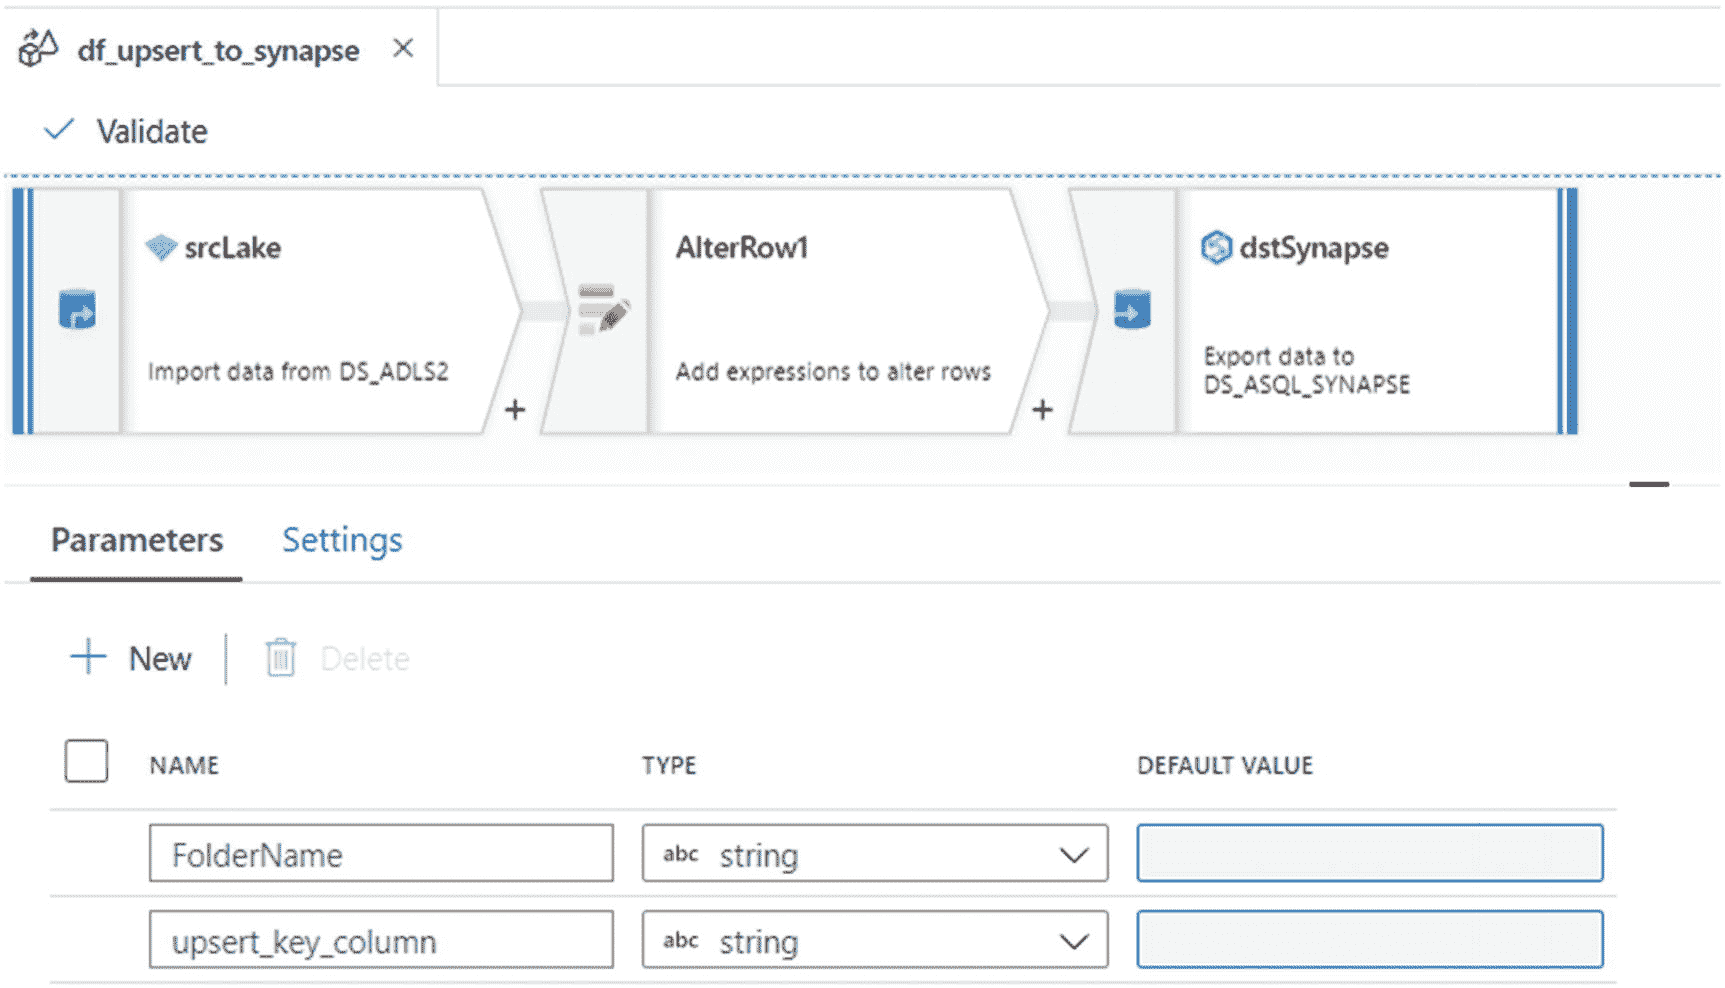 df_upsert_to_synapse
Validate
srcLake
Import data from DS_ADLS2
+
AlterRow1
Add expressions to alter rows
+
dstSynapse
Export data to
DS_ASQL_SYNAPSE
Parameters Settings
New Delete
NAME TYPE DEFAULT VALUE
FolderName abc string
upsert_key_column abc string